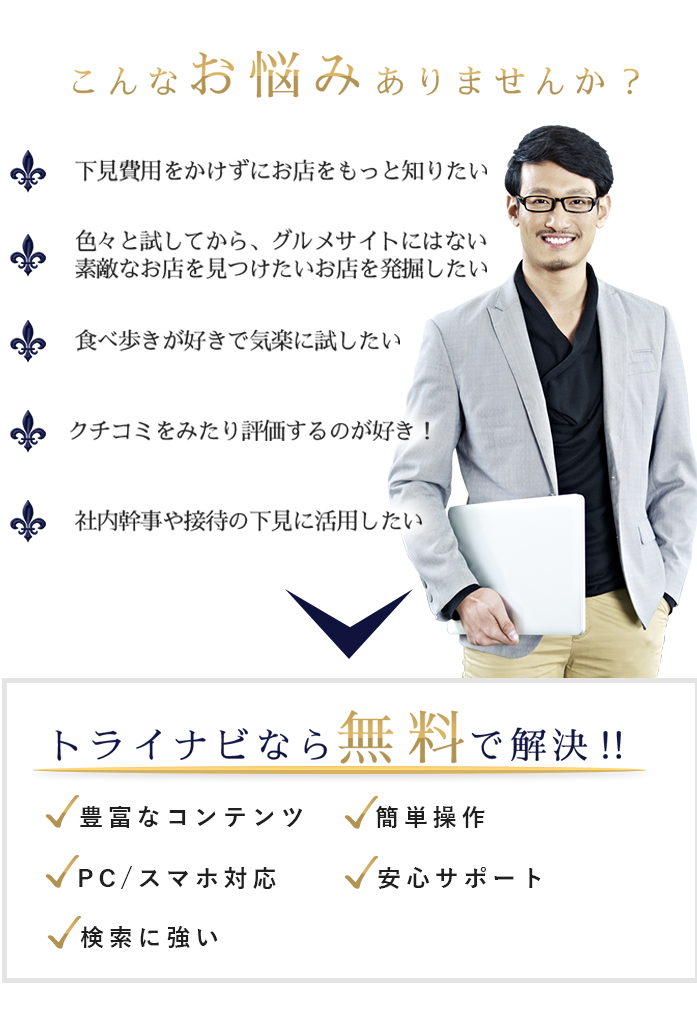 こんなお悩みありませんか？
下見費用をかけずにお店をもっと知りたい
色々と試してから、グルメサイトにはない
素敵なお店を見つけたいお店を発掘したい
食べ歩きが好きで気楽に試したい
クチコミをみたり評価するのが好き！
社内幹事や接待の下見に活用したい
トライナビなら無料で解決!!
豊富なコンテンツ
簡単操作
PC/スマホ対応
安心サポート
検索に強い